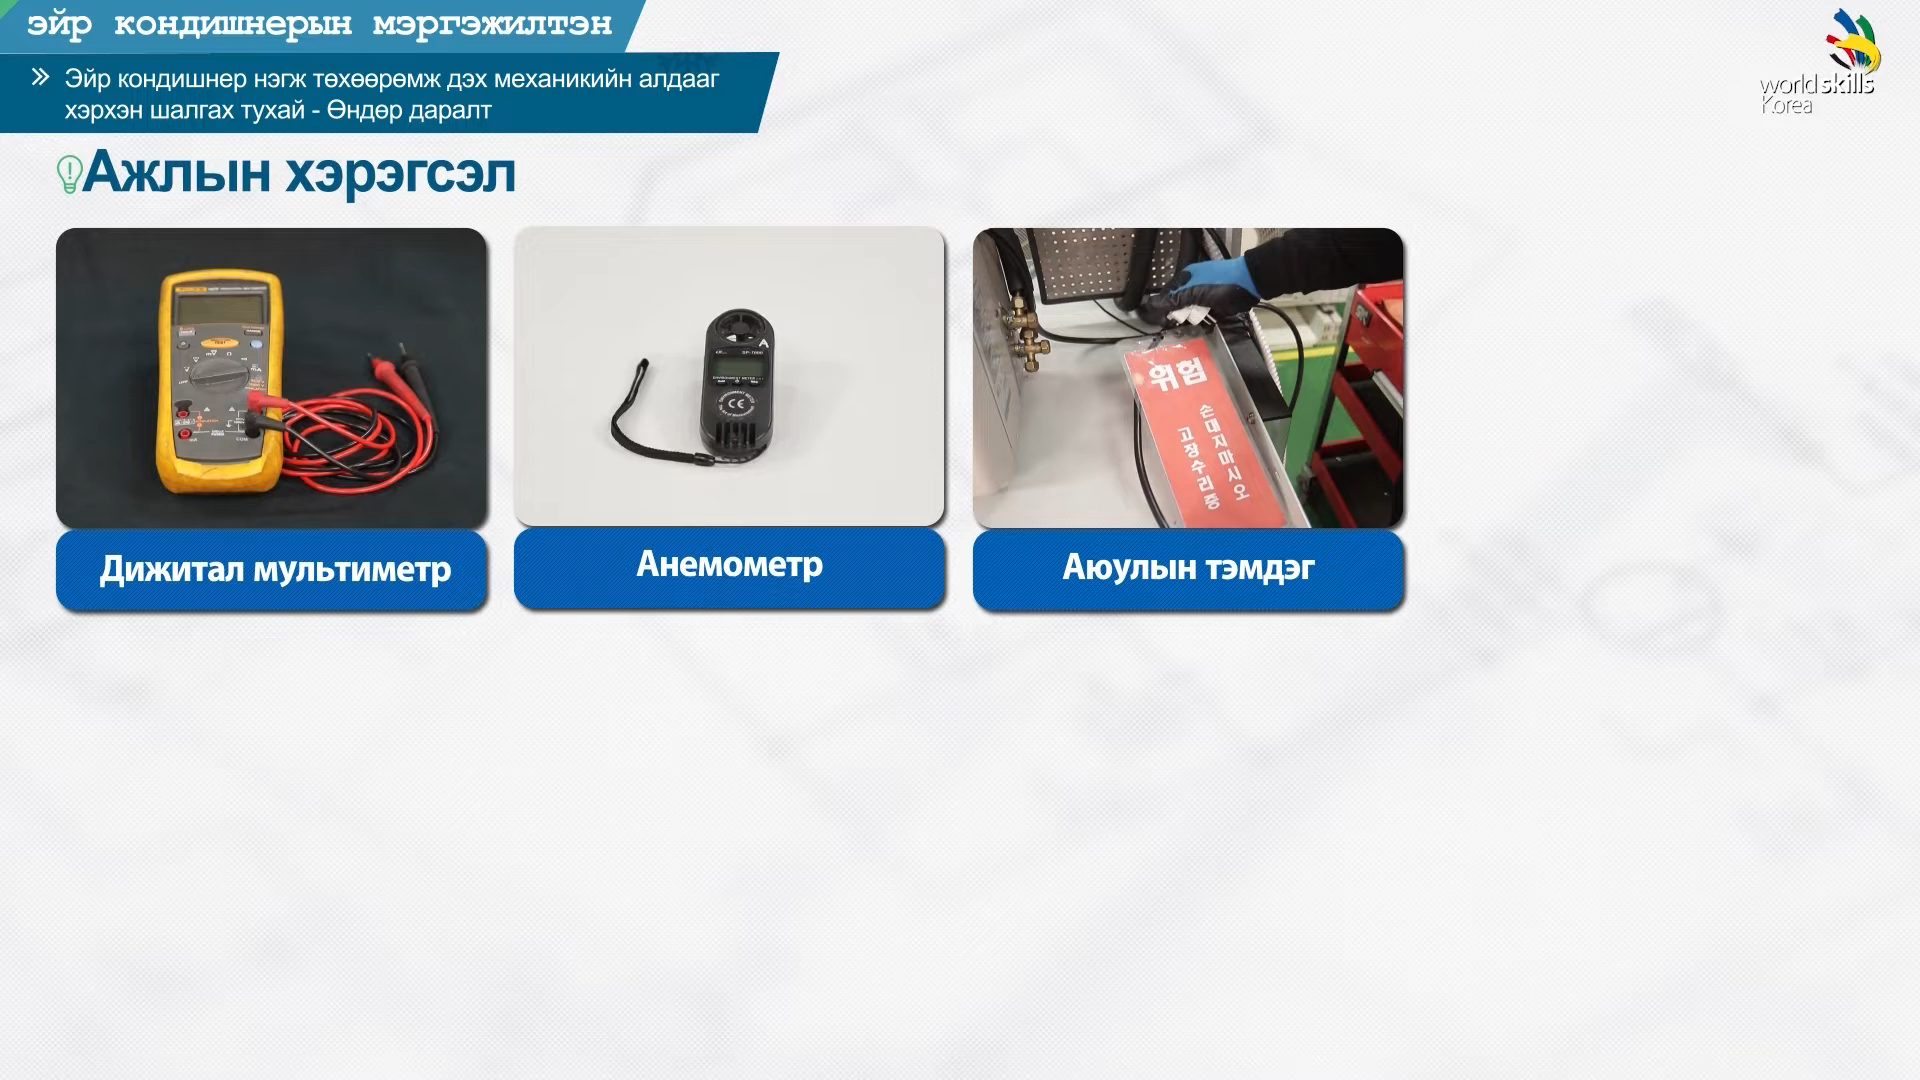 эйр кондишнерын мэргэжилтэн
Эйр кондишнер нэгж төхөөрөмж дэх механикийн алдааг
хэрхэн шалгах тухай - Өндөр даралт
worldskills
Korea
Ажлын хэрэгсэл
위험
손대지마시오
고장수리중
Дижитал мультиметр
Анемометр
Аюулын тэмдэг